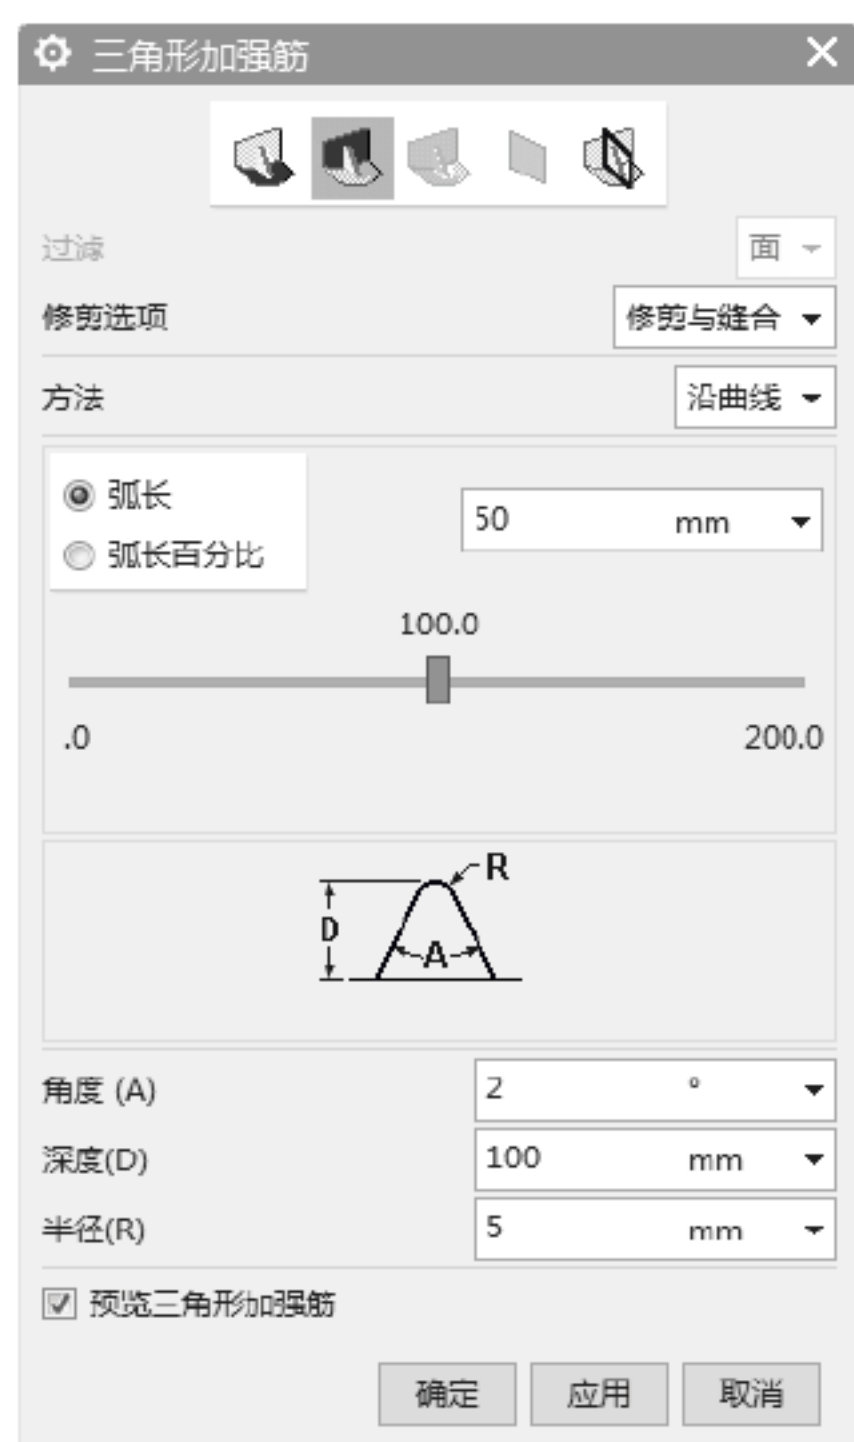 三角形加强筋
过滤 面
修剪选项 修剪与缝合
方法 沿曲线
弧长
50 mm
弧长百分比
100.0
.0 200.0
R
D
A
角度 (A) 2 °
深度(D) 100 mm
半径(R) 5 mm
预览三角形加强筋
确定 应用 取消